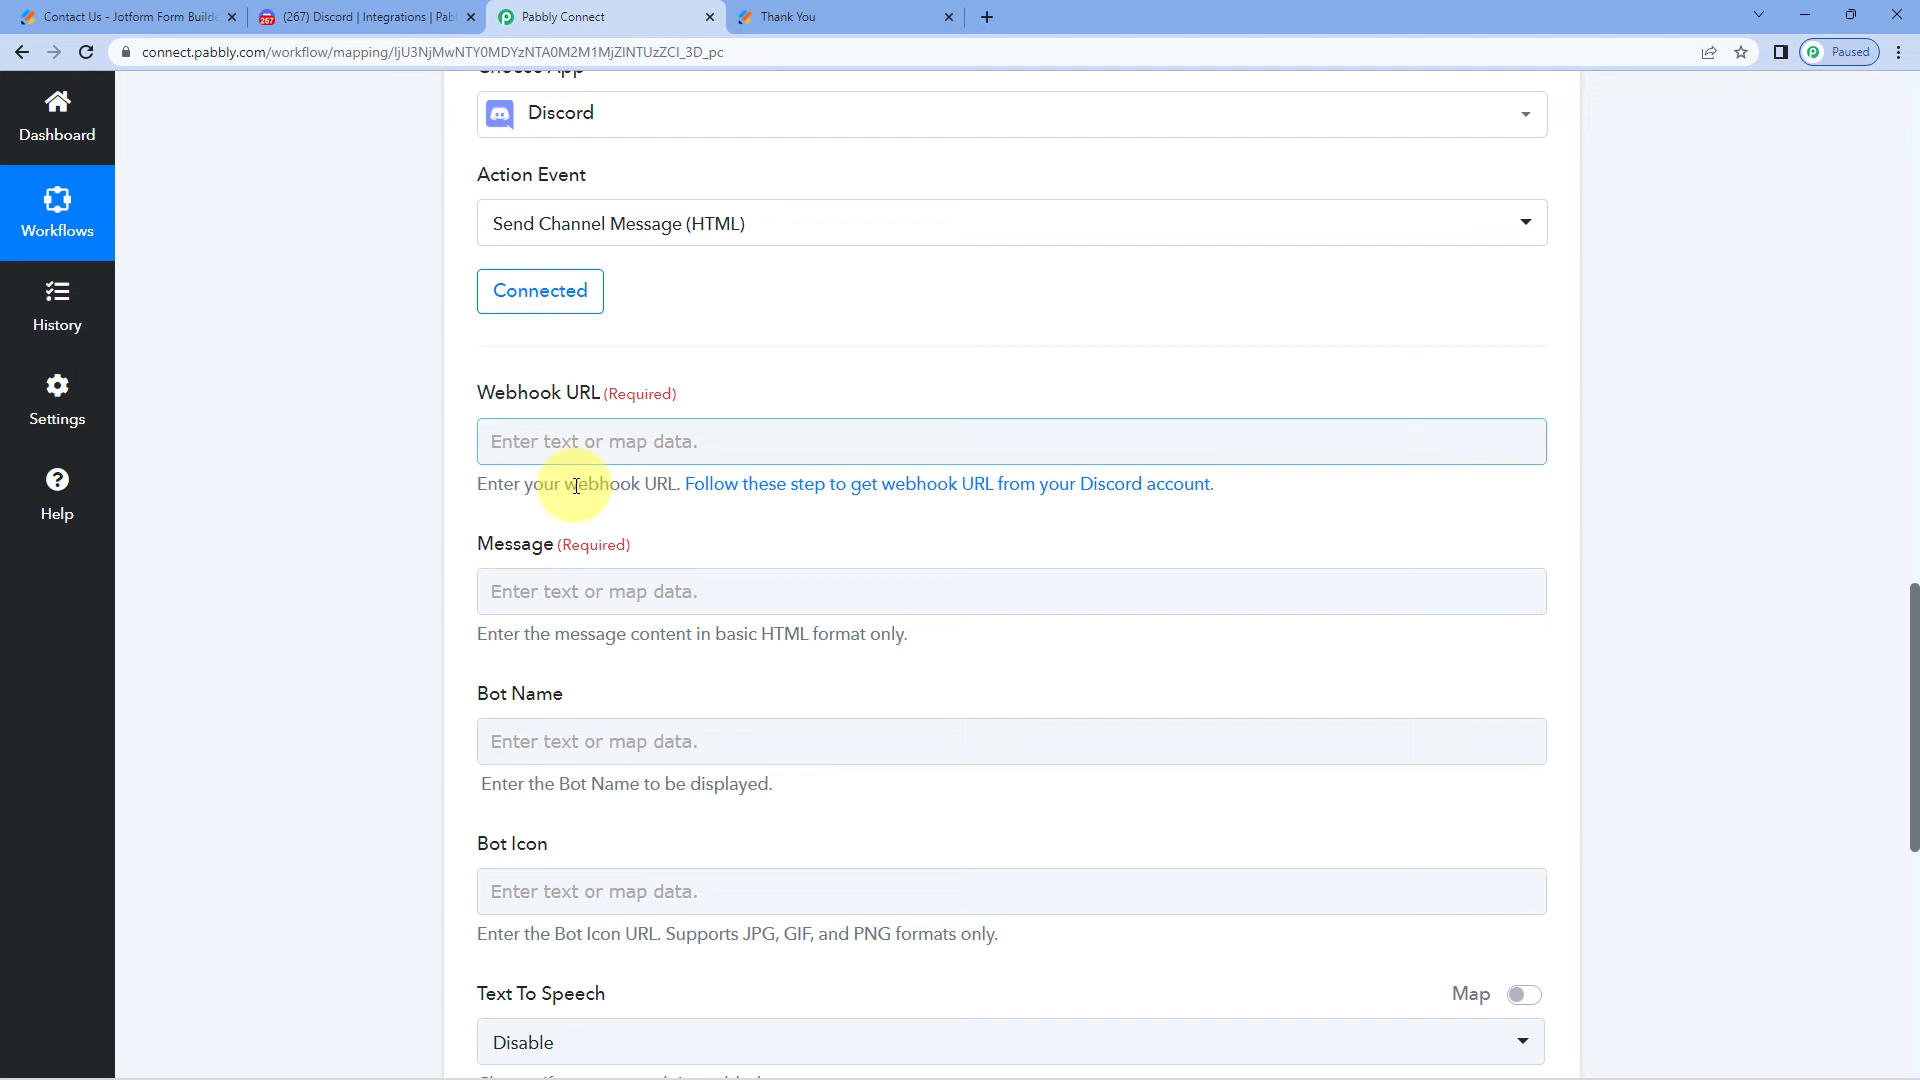 Contact Us - Jotform Form Builde
(267) Discord | Integrations | Pabl
Pabbly Connect
Thank You
connect.pabbly.com/workflow/mapping/IjU3NjMwNTY0MDYzNTA0M2M1MjZlNTUzZCI_3D_pc
Paused
Dashboard
Workflows
History
Settings
Help
Choose App
Discord
Action Event
Send Channel Message (HTML)
Connected
Webhook URL (Required)
Enter text or map data.
Enter your webhook URL. Follow these step to get webhook URL from your Discord account.
Message (Required)
Enter text or map data.
Enter the message content in basic HTML format only.
Bot Name
Enter text or map data.
Enter the Bot Name to be displayed.
Bot Icon
Enter text or map data.
Enter the Bot Icon URL. Supports JPG, GIF, and PNG formats only.
Text To Speech
Map
Disable